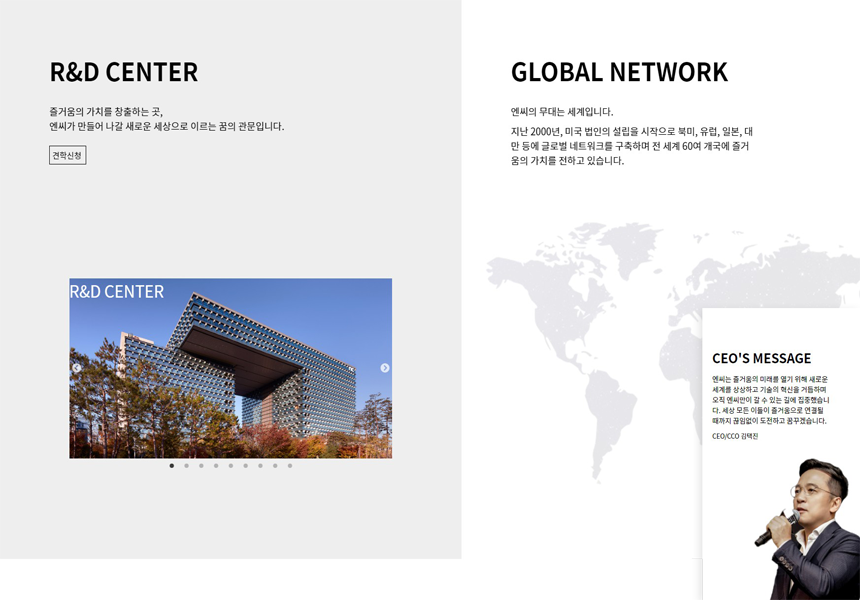 R&D CENTER
즐거움의 가치를 창출하는 곳,
엔씨가 만들어 나갈 새로운 세상으로 이르는 꿈의 관문입니다.
견학신청
R&D CENTER
GLOBAL NETWORK
엔씨의 무대는 세계입니다.
지난 2000년, 미국 법인의 설립을 시작으로 북미, 유럽, 일본, 대
만 등에 글로벌 네트워크를 구축하며 전 세계 60여 개국에 즐거
움의 가치를 전하고 있습니다.
CEO'S MESSAGE
엔씨는 즐거움의 미래를 열기 위해 새로운
세계를 상상하고 기술의 혁신을 거듭하며
오직 엔씨만이 갈 수 있는 길에 집중했습니
다. 세상 모든 이들이 즐거움으로 연결될
때까지 끊임없이 도전하고 꿈꾸겠습니다.
CEO/CCO 김택진